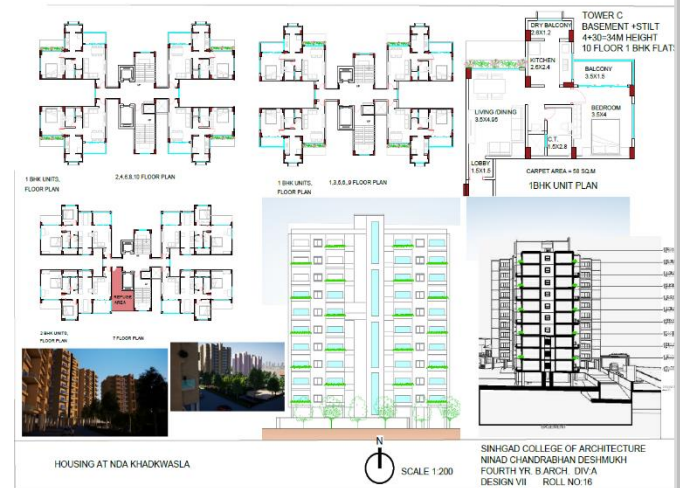 TOWER C
BASEMENT +STILT
4+30=34M HEIGHT
10 FLOOR 1 BHK FLATS
DRY BALCONY
2.8X1.2
KITCHEN
2.6X2.4
BALCONY
3.5X1.5
LIVING/DINING
3.5X4.95
BEDROOM
3.5X4
C.T.
1.5X2.8
LOBBY
1.5X1.5
CARPET AREA = 58 SQ.M
1BHK UNIT PLAN
1 BHK UNITS,
FLOOR PLAN
2,4,6,8,10 FLOOR PLAN
1 BHK UNITS,
FLOOR PLAN
1,3,5,6,,9 FLOOR PLAN
REFUGE
AREA
2 BHK UNITS,
FLOOR PLAN
7 FLOOR PLAN
HOUSING AT NDA KHADKWASLA
N
SCALE 1:200
SINHGAD COLLEGE OF ARCHITECTURE
NINAD CHANDRABHAN DESHMUKH
FOURTH YR. B.ARCH. DIV:A
DESIGN VII ROLL NO:16